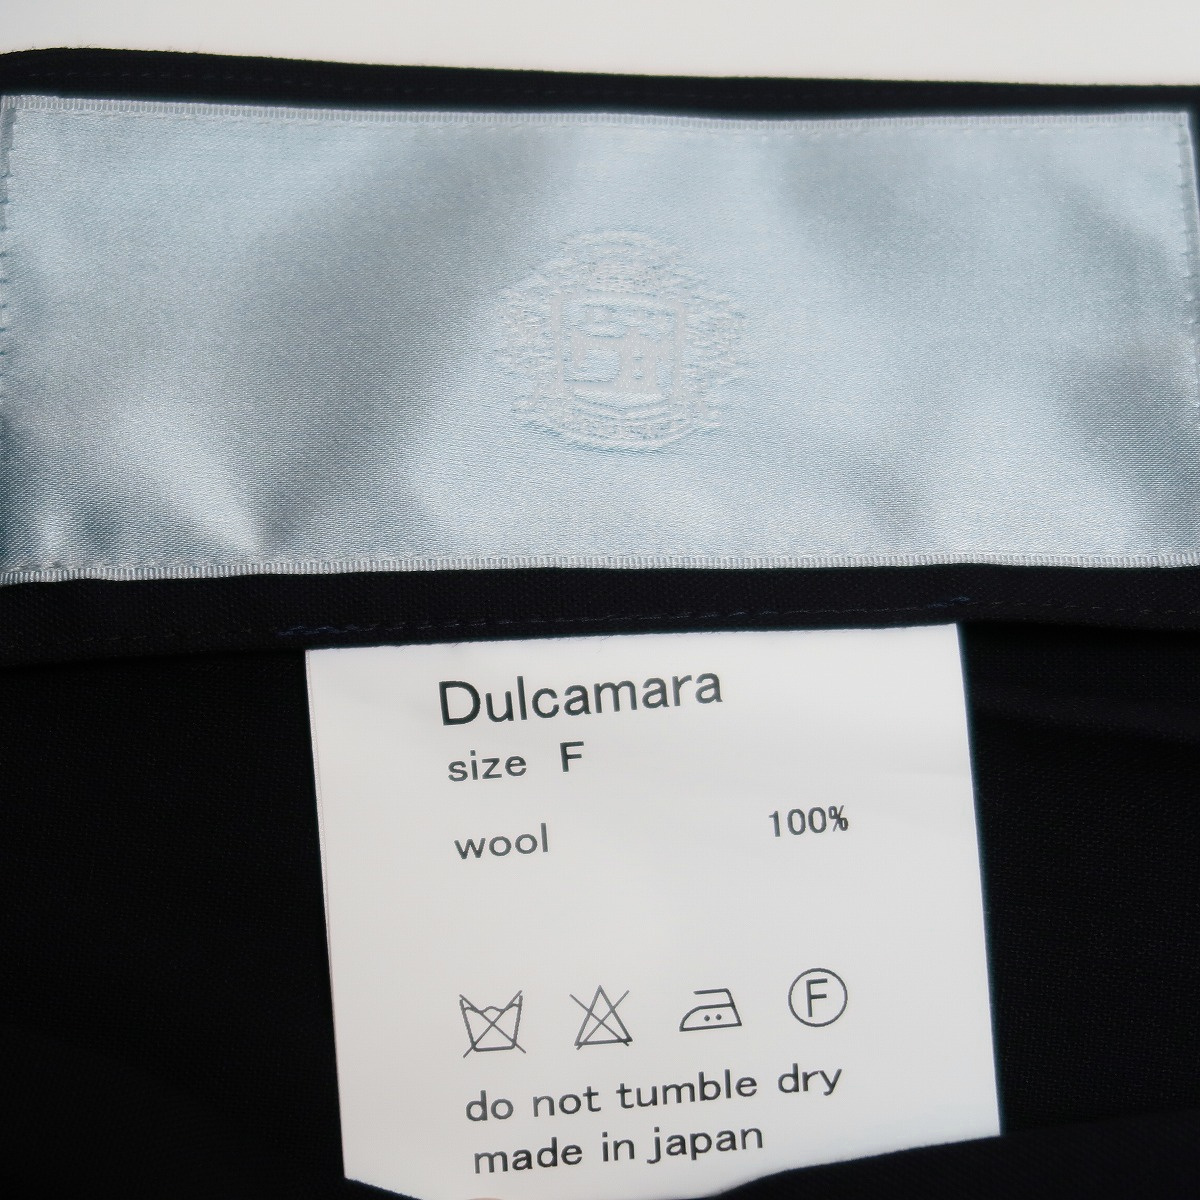 Dulcamara
size F
wool 100%
F
do not tumble dry
made in japan